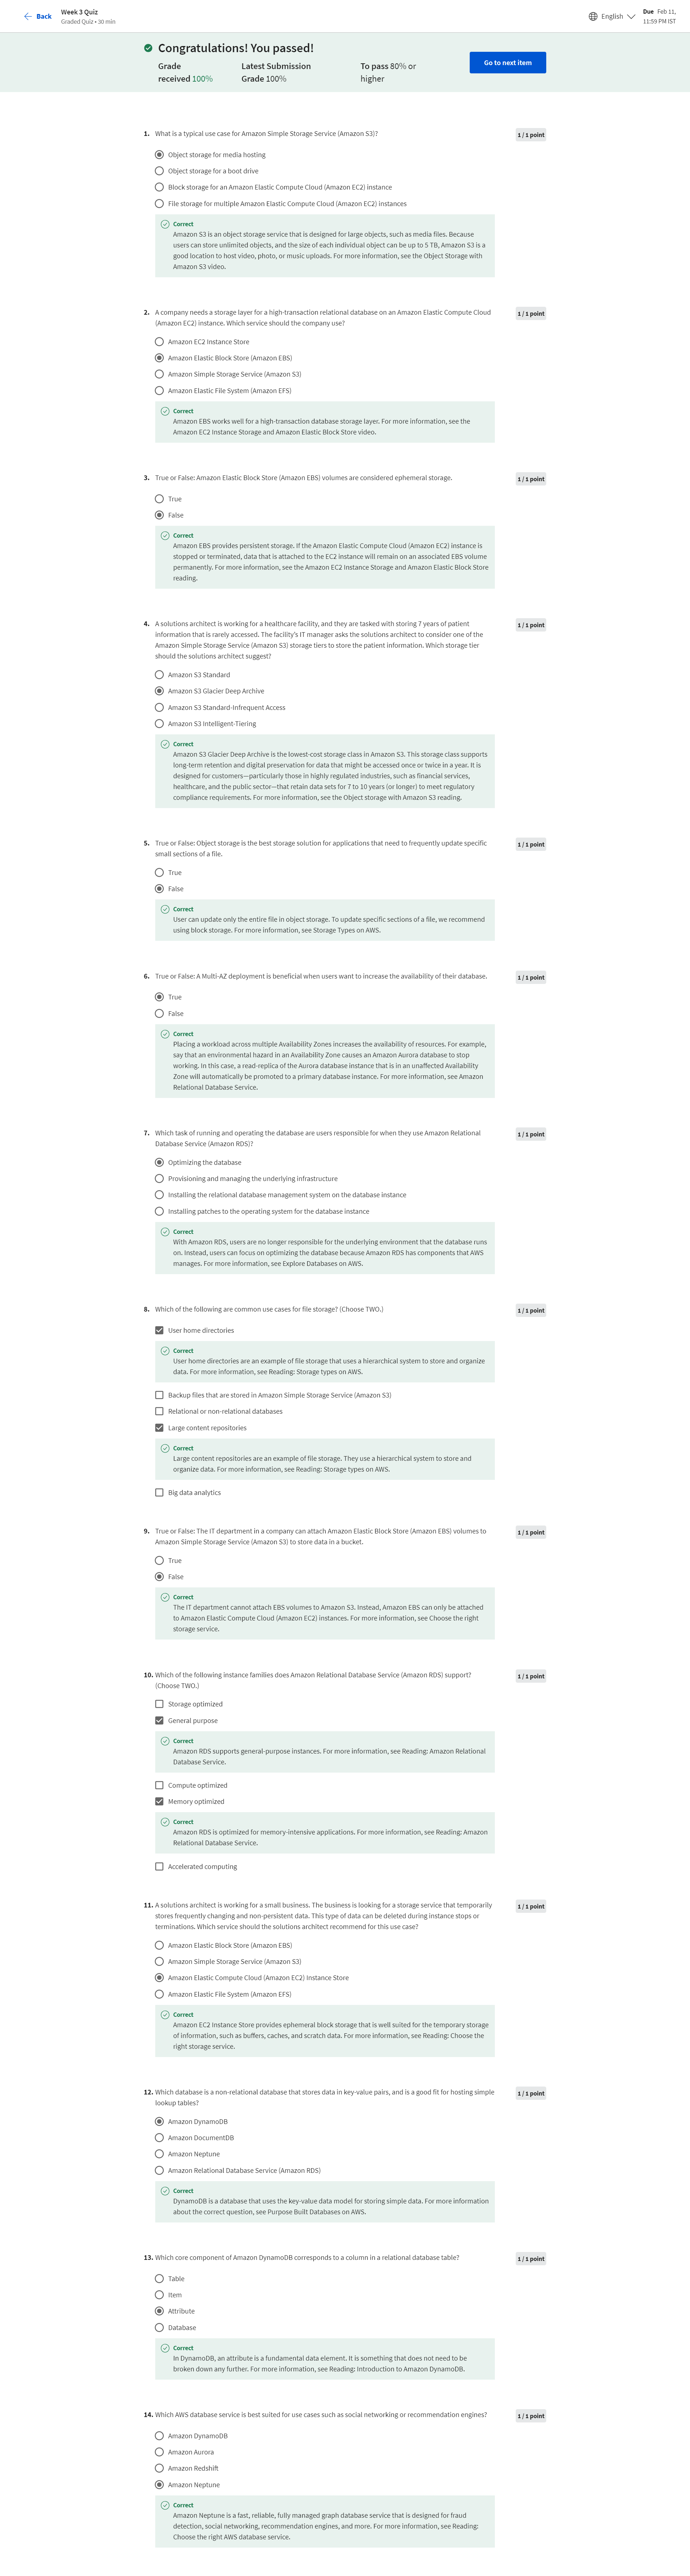 Back
Week 3 Quiz
Graded Quiz • 30 min
English
Due Feb 11,
11:59 PM IST
Congratulations! You passed!
Grade
received 100%
Latest Submission
Grade 100%
To pass 80% or
higher
Go to next item
1. What is a typical use case for Amazon Simple Storage Service (Amazon S3)?
1 / 1 point
Object storage for media hosting
Object storage for a boot drive
Block storage for an Amazon Elastic Compute Cloud (Amazon EC2) instance
File storage for multiple Amazon Elastic Compute Cloud (Amazon EC2) instances
Correct
Amazon S3 is an object storage service that is designed for large objects, such as media files. Because
users can store unlimited objects, and the size of each individual object can be up to 5 TB, Amazon S3 is a
good location to host video, photo, or music uploads. For more information, see the Object Storage with
Amazon S3 video.
2. A company needs a storage layer for a high-transaction relational database on an Amazon Elastic Compute Cloud
(Amazon EC2) instance. Which service should the company use?
1 / 1 point
Amazon EC2 Instance Store
Amazon Elastic Block Store (Amazon EBS)
Amazon Simple Storage Service (Amazon S3)
Amazon Elastic File System (Amazon EFS)
Correct
Amazon EBS works well for a high-transaction database storage layer. For more information, see the
Amazon EC2 Instance Storage and Amazon Elastic Block Store video.
3. True or False: Amazon Elastic Block Store (Amazon EBS) volumes are considered ephemeral storage.
1 / 1 point
True
False
Correct
Amazon EBS provides persistent storage. If the Amazon Elastic Compute Cloud (Amazon EC2) instance is
stopped or terminated, data that is attached to the EC2 instance will remain on an associated EBS volume
permanently. For more information, see the Amazon EC2 Instance Storage and Amazon Elastic Block Store
reading.
4. A solutions architect is working for a healthcare facility, and they are tasked with storing 7 years of patient
information that is rarely accessed. The facility's IT manager asks the solutions architect to consider one of the
Amazon Simple Storage Service (Amazon S3) storage tiers to store the patient information. Which storage tier
should the solutions architect suggest?
1 / 1 point
Amazon S3 Standard
Amazon S3 Glacier Deep Archive
Amazon S3 Standard-Infrequent Access
Amazon S3 Intelligent-Tiering
Correct
Amazon S3 Glacier Deep Archive is the lowest-cost storage class in Amazon S3. This storage class supports
long-term retention and digital preservation for data that might be accessed once or twice in a year. It is
designed for customers—particularly those in highly regulated industries, such as financial services,
healthcare, and the public sector—that retain data sets for 7 to 10 years (or longer) to meet regulatory
compliance requirements. For more information, see the Object storage with Amazon S3 reading.
5. True or False: Object storage is the best storage solution for applications that need to frequently update specific
small sections of a file.
1 / 1 point
True
False
Correct
User can update only the entire file in object storage. To update specific sections of a file, we recommend
using block storage. For more information, see Storage Types on AWS.
6. True or False: A Multi-AZ deployment is beneficial when users want to increase the availability of their database.
1 / 1 point
True
False
Correct
Placing a workload across multiple Availability Zones increases the availability of resources. For example,
say that an environmental hazard in an Availability Zone causes an Amazon Aurora database to stop
working. In this case, a read-replica of the Aurora database instance that is in an unaffected Availability
Zone will automatically be promoted to a primary database instance. For more information, see Amazon
Relational Database Service.
7. Which task of running and operating the database are users responsible for when they use Amazon Relational
Database Service (Amazon RDS)?
1 / 1 point
Optimizing the database
Provisioning and managing the underlying infrastructure
Installing the relational database management system on the database instance
Installing patches to the operating system for the database instance
Correct
With Amazon RDS, users are no longer responsible for the underlying environment that the database runs
on. Instead, users can focus on optimizing the database because Amazon RDS has components that AWS
manages. For more information, see Explore Databases on AWS.
8. Which of the following are common use cases for file storage? (Choose TWO.)
1 / 1 point
User home directories
Correct
User home directories are an example of file storage that uses a hierarchical system to store and organize
data. For more information, see Reading: Storage types on AWS.
Backup files that are stored in Amazon Simple Storage Service (Amazon S3)
Relational or non-relational databases
Large content repositories
Correct
Large content repositories are an example of file storage. They use a hierarchical system to store and
organize data. For more information, see Reading: Storage types on AWS.
Big data analytics
9. True or False: The IT department in a company can attach Amazon Elastic Block Store (Amazon EBS) volumes to
Amazon Simple Storage Service (Amazon S3) to store data in a bucket.
1 / 1 point
True
False
Correct
The IT department cannot attach EBS volumes to Amazon S3. Instead, Amazon EBS can only be attached
to Amazon Elastic Compute Cloud (Amazon EC2) instances. For more information, see Choose the right
storage service.
10. Which of the following instance families does Amazon Relational Database Service (Amazon RDS) support?
(Choose TWO.)
1 / 1 point
Storage optimized
General purpose
Correct
Amazon RDS supports general-purpose instances. For more information, see Reading: Amazon Relational
Database Service.
Compute optimized
Memory optimized
Correct
Amazon RDS is optimized for memory-intensive applications. For more information, see Reading: Amazon
Relational Database Service.
Accelerated computing
11. A solutions architect is working for a small business. The business is looking for a storage service that temporarily
stores frequently changing and non-persistent data. This type of data can be deleted during instance stops or
terminations. Which service should the solutions architect recommend for this use case?
1 / 1 point
Amazon Elastic Block Store (Amazon EBS)
Amazon Simple Storage Service (Amazon S3)
Amazon Elastic Compute Cloud (Amazon EC2) Instance Store
Amazon Elastic File System (Amazon EFS)
Correct
Amazon EC2 Instance Store provides ephemeral block storage that is well suited for the temporary storage
of information, such as buffers, caches, and scratch data. For more information, see Reading: Choose the
right storage service.
12. Which database is a non-relational database that stores data in key-value pairs, and is a good fit for hosting simple
lookup tables?
1 / 1 point
Amazon DynamoDB
Amazon DocumentDB
Amazon Neptune
Amazon Relational Database Service (Amazon RDS)
Correct
DynamoDB is a database that uses the key-value data model for storing simple data. For more information
about the correct question, see Purpose Built Databases on AWS.
13. Which core component of Amazon DynamoDB corresponds to a column in a relational database table?
1 / 1 point
Table
Item
Attribute
Database
Correct
In DynamoDB, an attribute is a fundamental data element. It is something that does not need to be
broken down any further. For more information, see Reading: Introduction to Amazon DynamoDB.
14. Which AWS database service is best suited for use cases such as social networking or recommendation engines?
1 / 1 point
Amazon DynamoDB
Amazon Aurora
Amazon Redshift
Amazon Neptune
Correct
Amazon Neptune is a fast, reliable, fully managed graph database service that is designed for fraud
detection, social networking, recommendation engines, and more. For more information, see Reading:
Choose the right AWS database service.